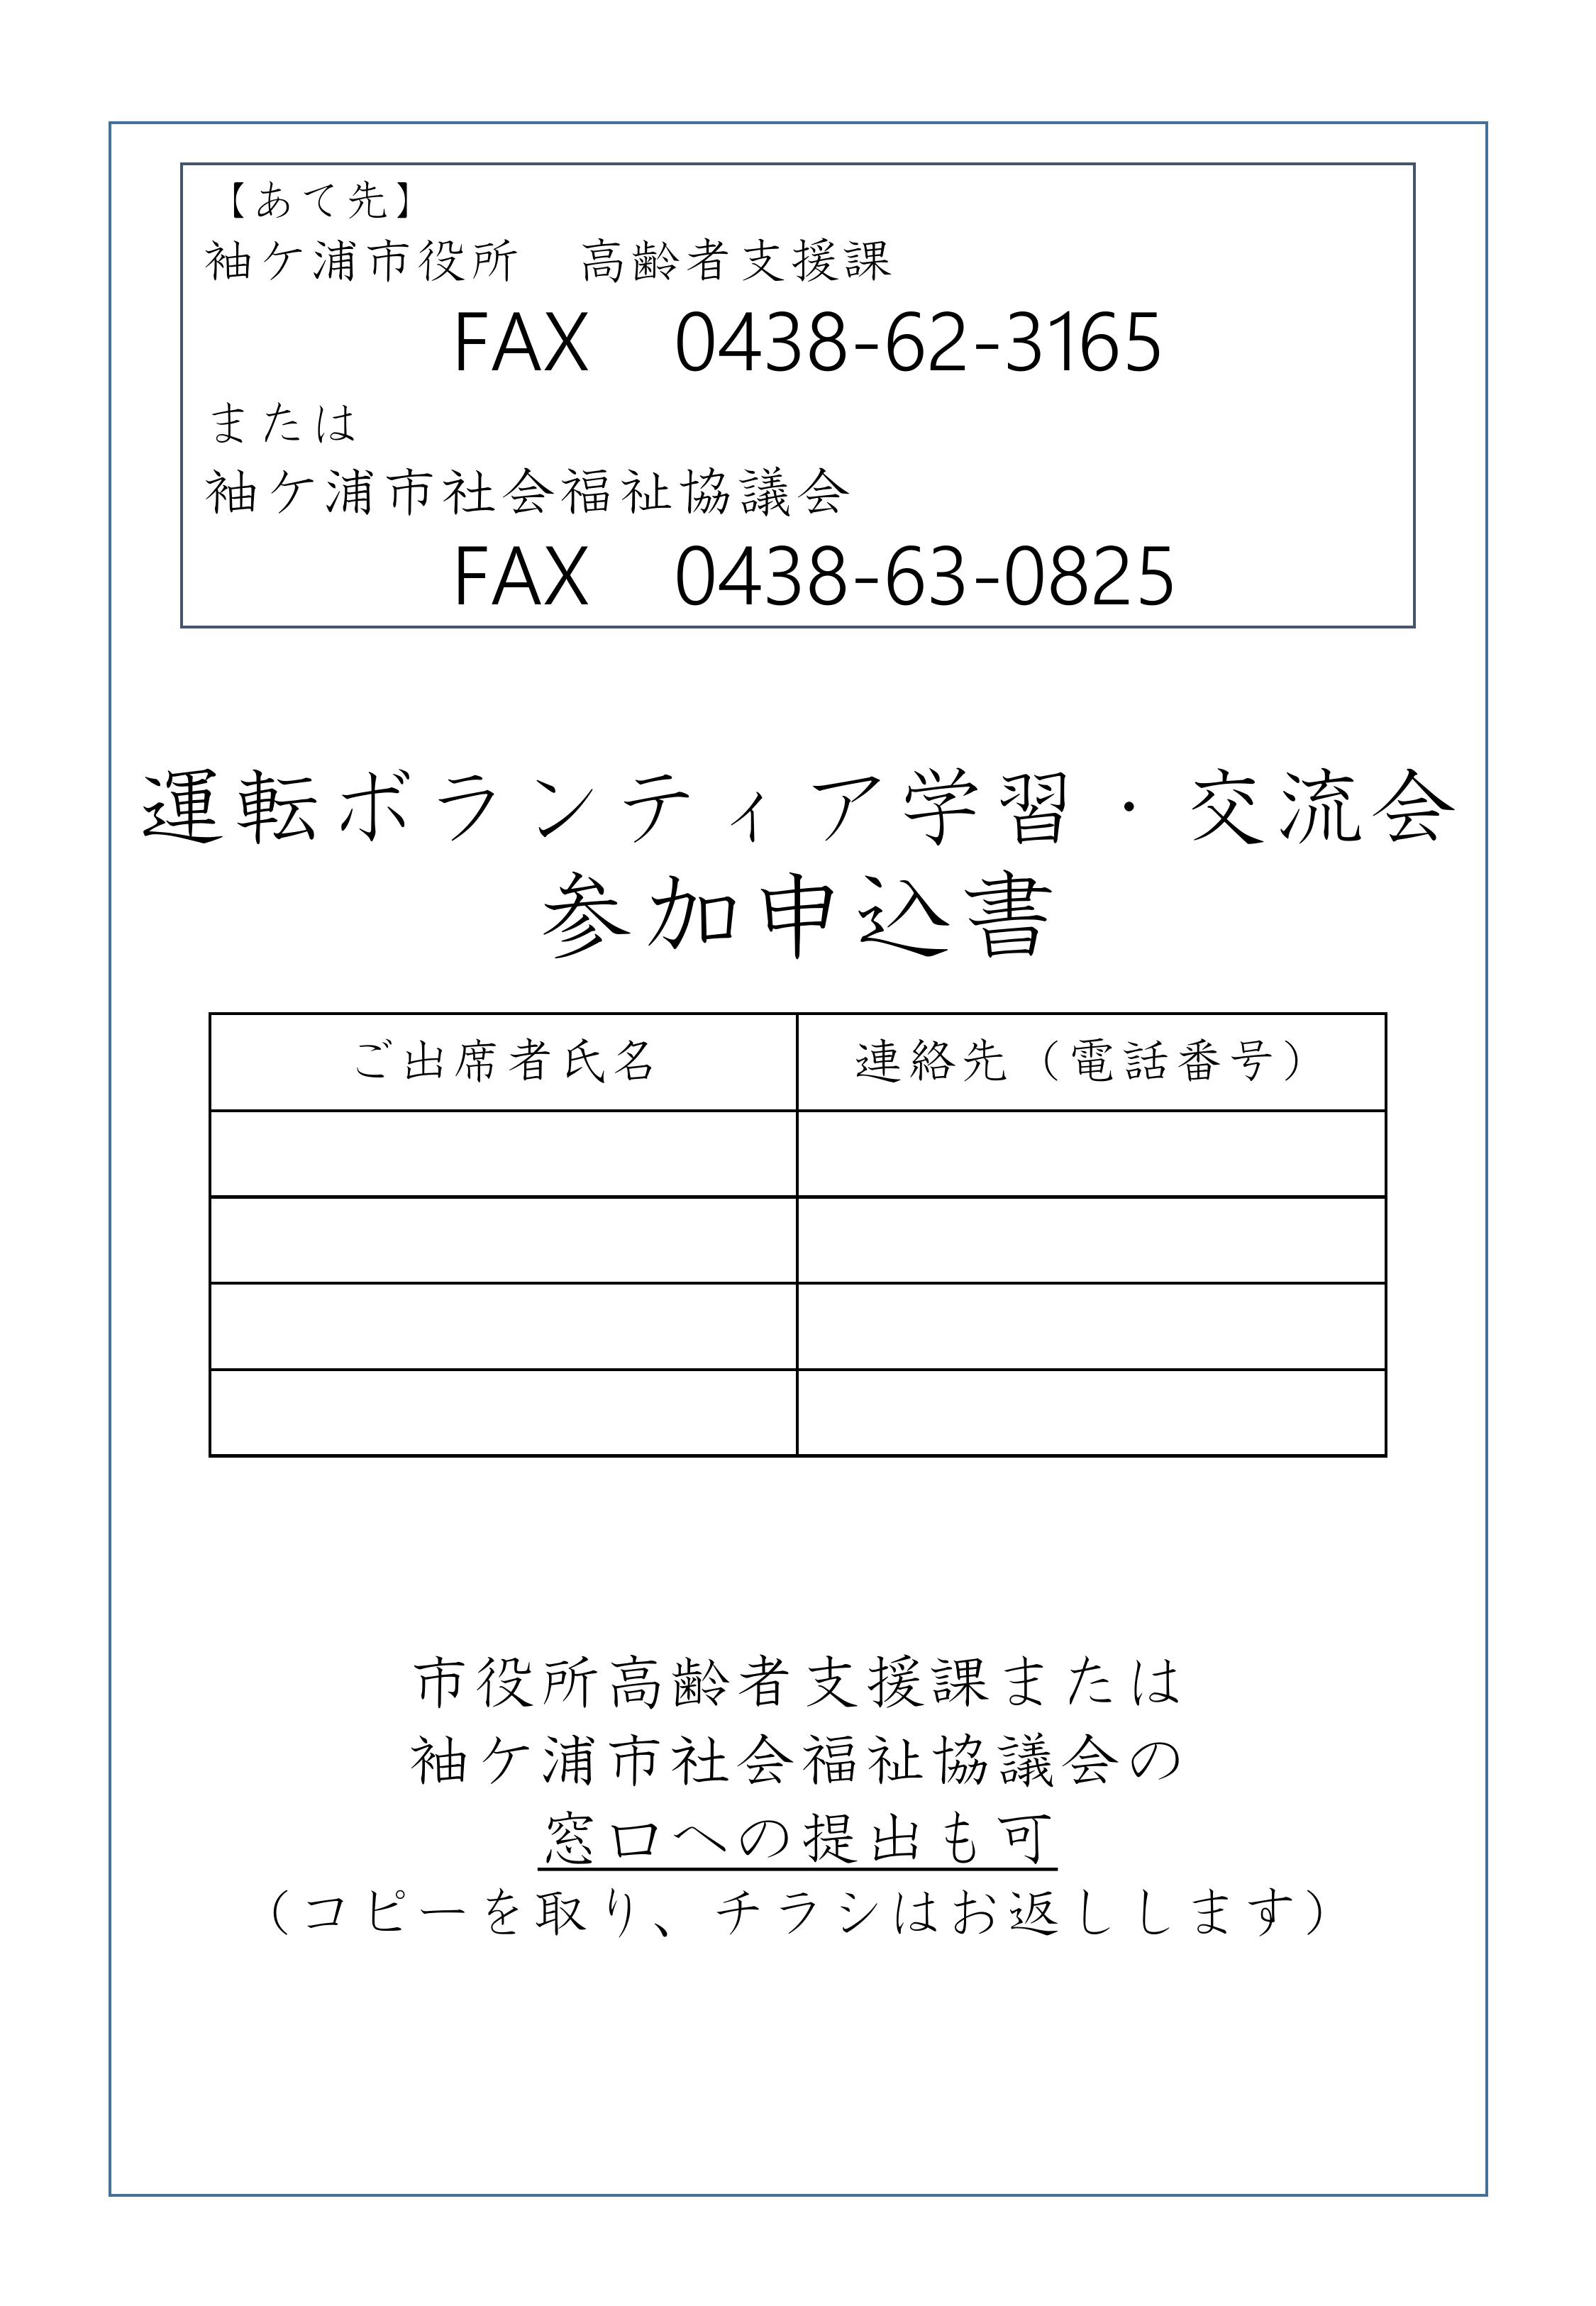 【あて先】
袖ケ浦市役所　高齢者支援課
FAX　0438-62-3165
または
袖ケ浦市社会福祉協議会
FAX　0438-63-0825
運転ボランティア学習・交流会
参加申込書
ご出席者氏名　連絡先（電話番号）
市役所高齢者支援課または
袖ケ浦市社会福祉協議会の
窓口への提出も可
（コピーを取り、チラシはお返しします）